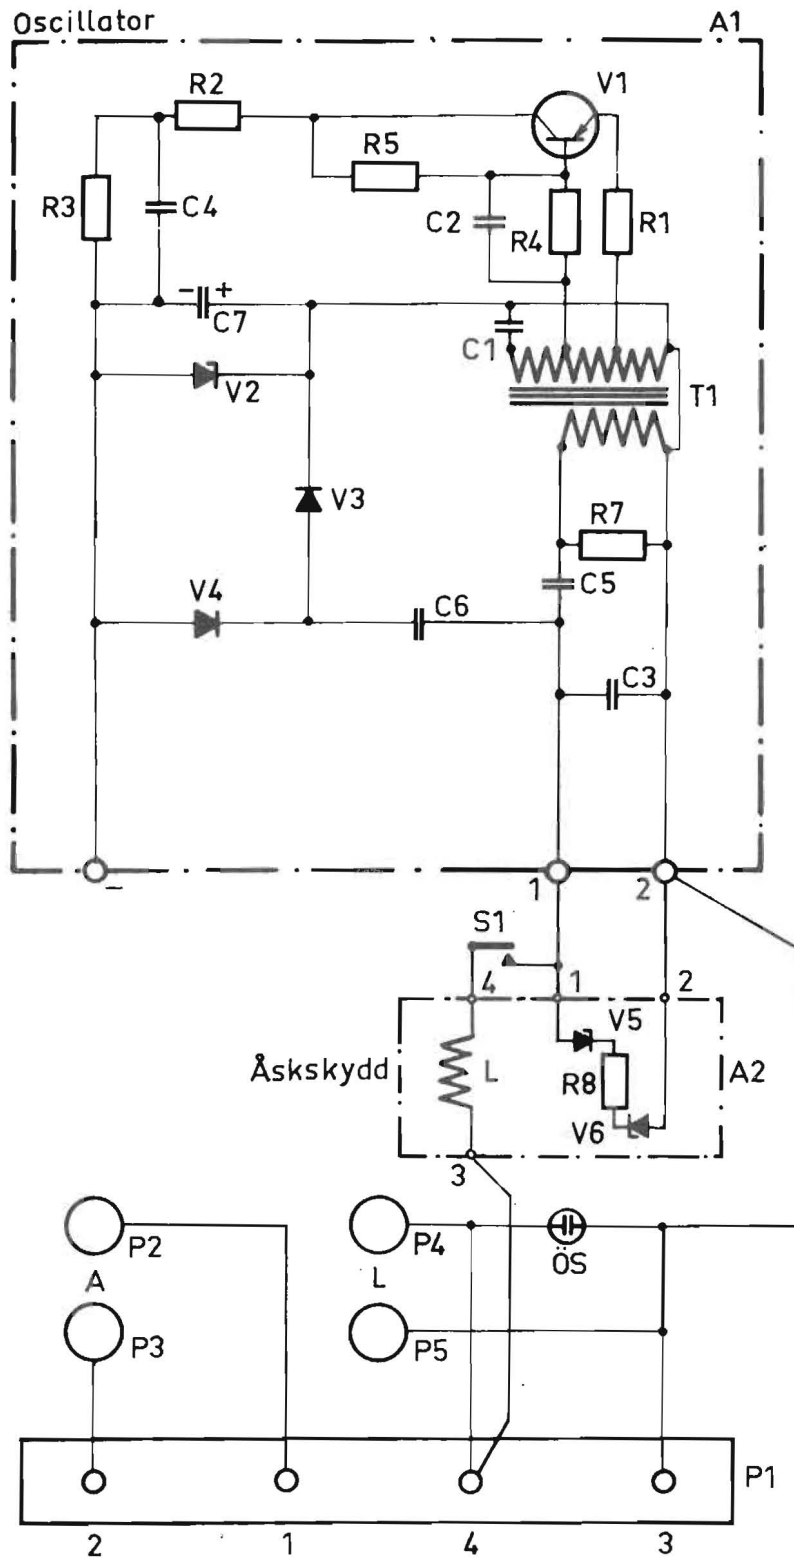 Oscillator A1
R2 V1
R5
R3 C4 C2 R4 R1
- +
C7
C1
V2 T1
V3 R7
V4 C6 C5
C3
- 1 2
S1
4 1 2
V5
Åskskydd L R8 A2
V6
3
P2 P4
ÖS
A L
P3 P5
P1
2 1 4 3